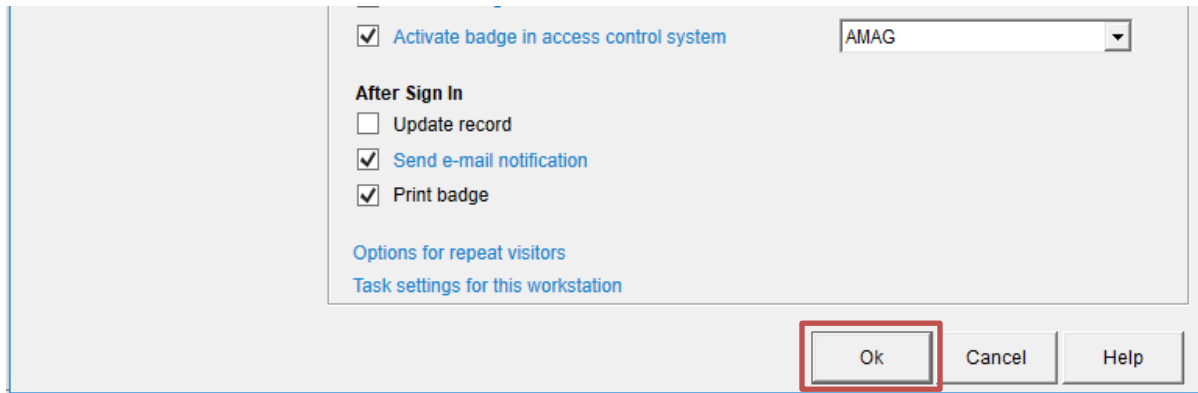 Activate badge in access control system AMAG
After Sign In
Update record
Send e-mail notification
Print badge
Options for repeat visitors
Task settings for this workstation
Ok Cancel Help